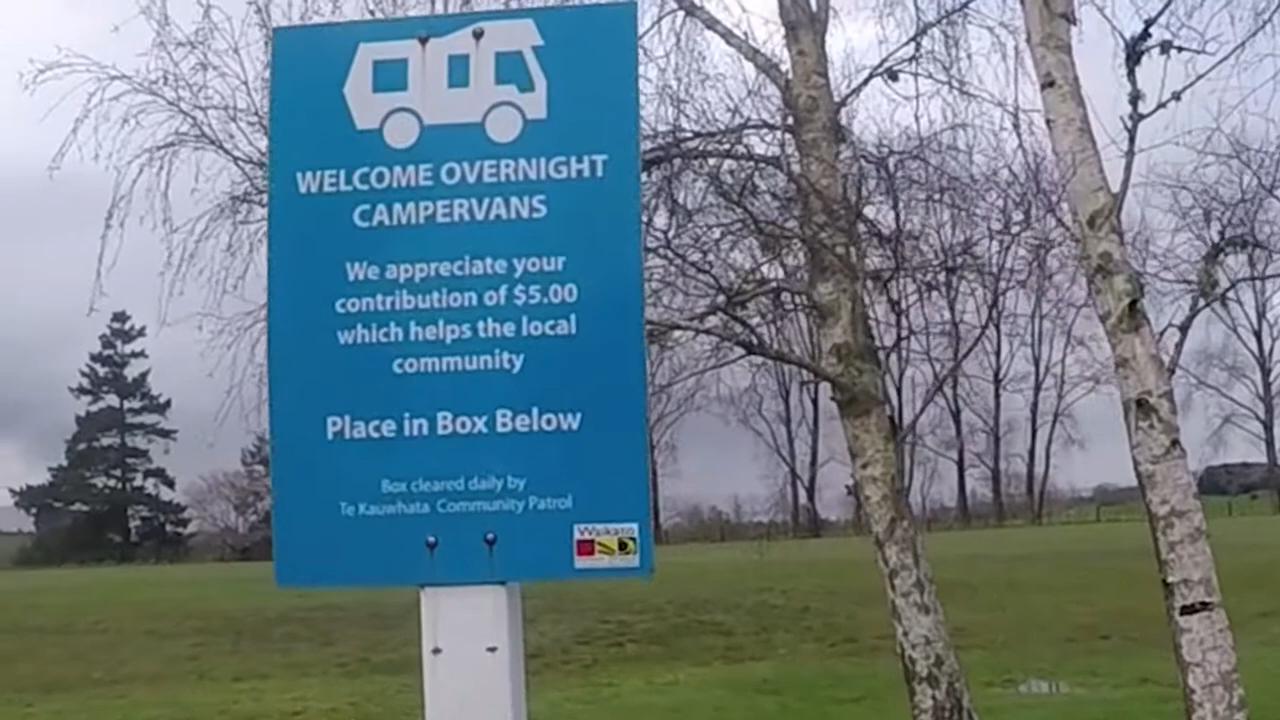 WELCOME OVERNIGHT
CAMPERVANS
We appreciate your
contribution of $5.00
which helps the local
community
Place in Box Below
Box cleared daily by
Te Kauwhata Community Patrol
Waikato